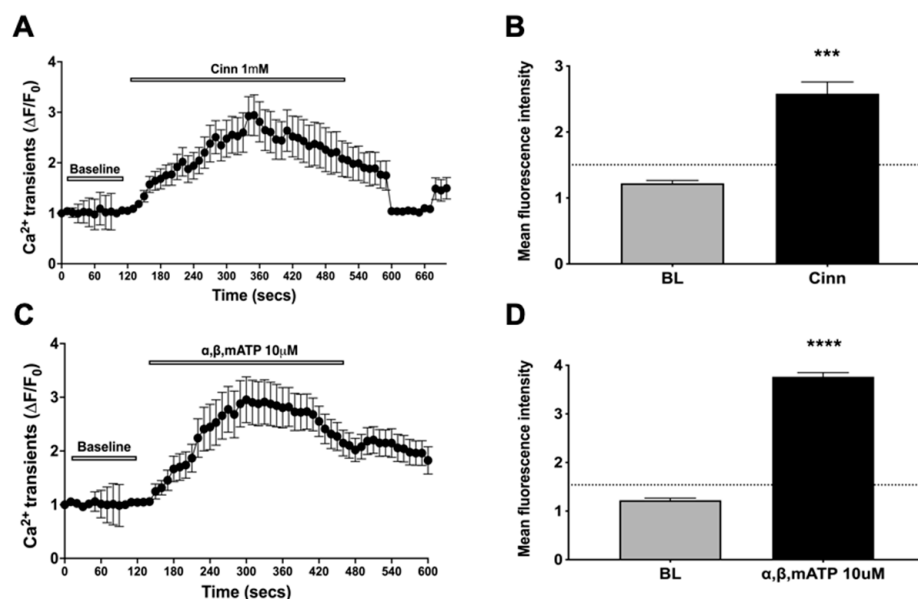 A
Cinn 1mM
Baseline
Ca2+ transients (ΔF/F0)
4
3
2
1
0
0 60 120 180 240 300 360 420 480 540 600 660
Time (secs)
B
***
Mean fluorescence intensity
3
2
1
0
BL Cinn
C
α,β,mATP 10μM
Baseline
Ca2+ transients (ΔF/F0)
4
3
2
1
0
0 60 120 180 240 300 360 420 480 540 600
Time (secs)
D
****
Mean fluorescence intensity
4
3
2
1
0
BL α,β,mATP 10uM